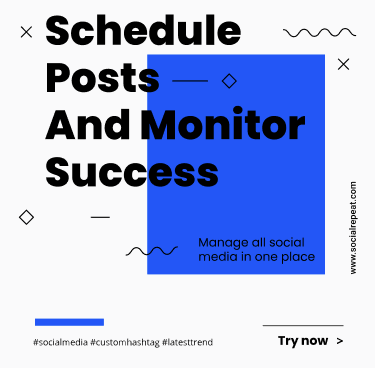 Schedule
Posts
And Monitor
Success
Manage all social
media in one place
www.socialrepeat.com
#socialmedia #customhashtag #latesttrend
Try now >